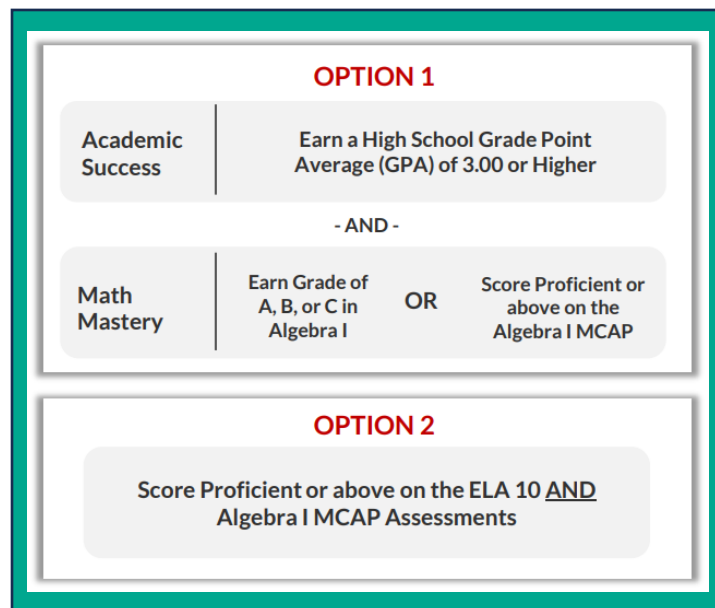 OPTION 1
Academic
Success
Earn a High School Grade Point
Average (GPA) of 3.00 or Higher
- AND -
Math
Mastery
Earn Grade of
A, B, or C in
Algebra I
OR
Score Proficient or
above on the
Algebra I MCAP
OPTION 2
Score Proficient or above on the ELA 10 AND
Algebra I MCAP Assessments